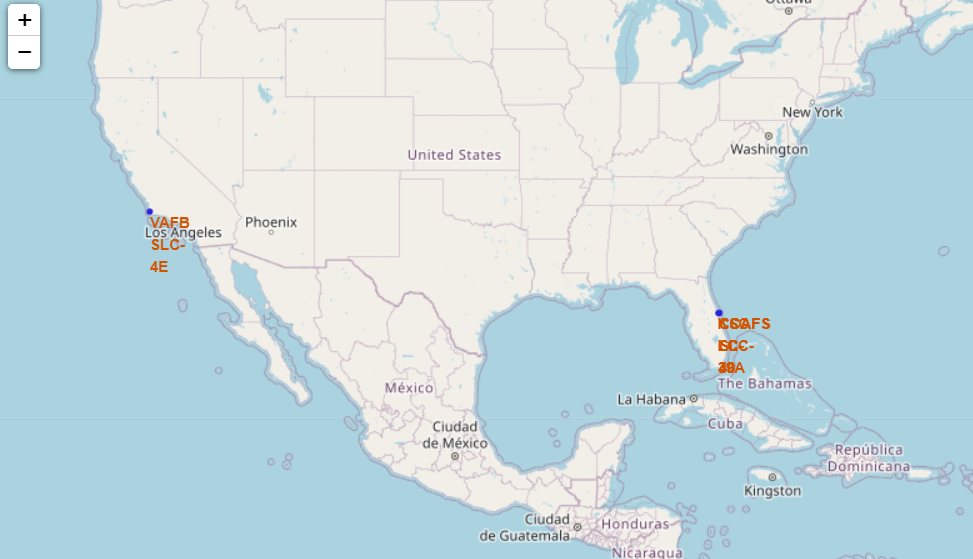 +
−
Ottawa
New York
Washington
United States
VAFB
SLC-
4E
Los Angeles
Phoenix
The Bahamas
México
La Habana
Cuba
Ciudad
de México
República
Dominicana
Kingston
Ciudad
de Guatemala
Honduras
Nicaragua